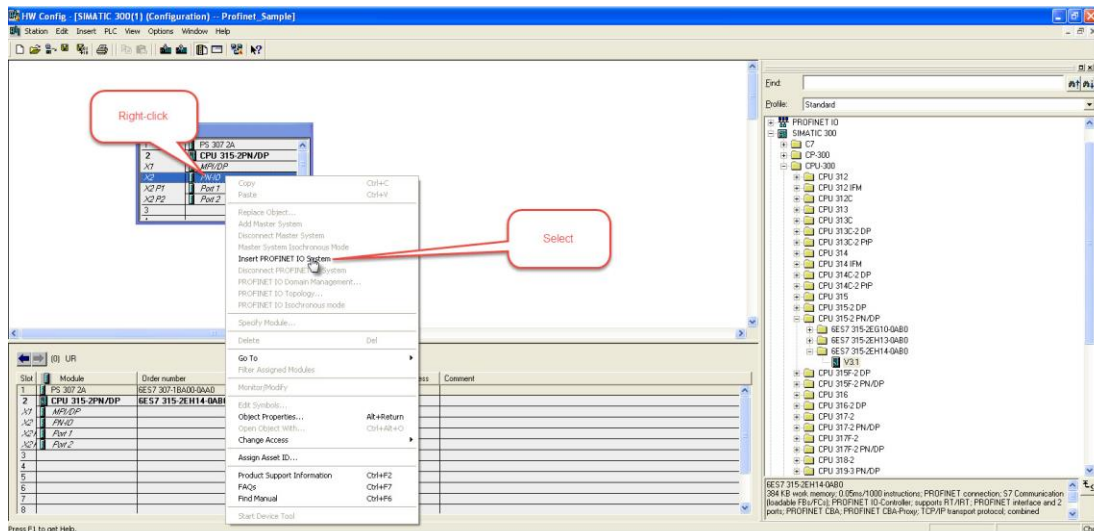 HW Config - [SIMATIC 300(1) (Configuration) -- Profinet_Sample]
Station Edit Insert PLC View Options Window Help
Right-click
1 PS 307 2A
2 CPU 315-2PN/DP
X1 MPI/DP
X2 PN-IO
X2 P1 Port 1
X2 P2 Port 2
3
Copy Ctrl+C
Paste Ctrl+V
Replace Object...
Add Master System
Disconnect Master System
Master System Isochronous Mode
Insert PROFINET IO System
Disconnect PROFINET IO System
PROFINET IO Domain Management...
PROFINET IO Topology...
PROFINET IO Isochronous mode
Specify Module...
Delete Del
Go To
Filter Assigned Modules
Monitor/Modify
Edit Symbols...
Object Properties... Alt+Return
Open Object With... Ctrl+Alt+O
Change Access
Assign Asset ID...
Product Support Information Ctrl+F2
FAQs Ctrl+F7
Find Manual Ctrl+F6
Start Device Tool
Select
(0) UR
Slot Module Order number Comment
1 PS 307 2A 6ES7 307-1BA00-0AA0
2 CPU 315-2PN/DP 6ES7 315-2EH14-0AB0
X1 MPI/DP
X2 PN-IO
Port 1
Port 2
3
4
5
6
7
8
Press F1 to get Help.
Find:
Profile: Standard
PROFINET IO
SIMATIC 300
C7
CP-300
CPU-300
CPU 312
CPU 312 IFM
CPU 312C
CPU 313
CPU 313C
CPU 313C-2 DP
CPU 313C-2 PtP
CPU 314
CPU 314 IFM
CPU 314C-2 DP
CPU 314C-2 PtP
CPU 315
CPU 315-2 DP
CPU 315-2 PN/DP
6ES7 315-2EG10-0AB0
6ES7 315-2EH13-0AB0
6ES7 315-2EH14-0AB0
V3.1
CPU 315F-2 DP
CPU 315F-2 PN/DP
CPU 316
CPU 316-2 DP
CPU 317-2
CPU 317-2 PN/DP
CPU 317F-2
CPU 317F-2 PN/DP
CPU 318-2
CPU 319-3 PN/DP
6ES7 315-2EH14-0AB0
384 KB work memory; 0.05ms/1000 instructions; PROFINET connection; S7 Communication
(loadable FBs/FCs); PROFINET IO-Controller; supports RT/IRT; PROFINET interface and 2
ports; PROFINET CBA; PROFINET CBA-Proxy; TCP/IP transport protocol; combined